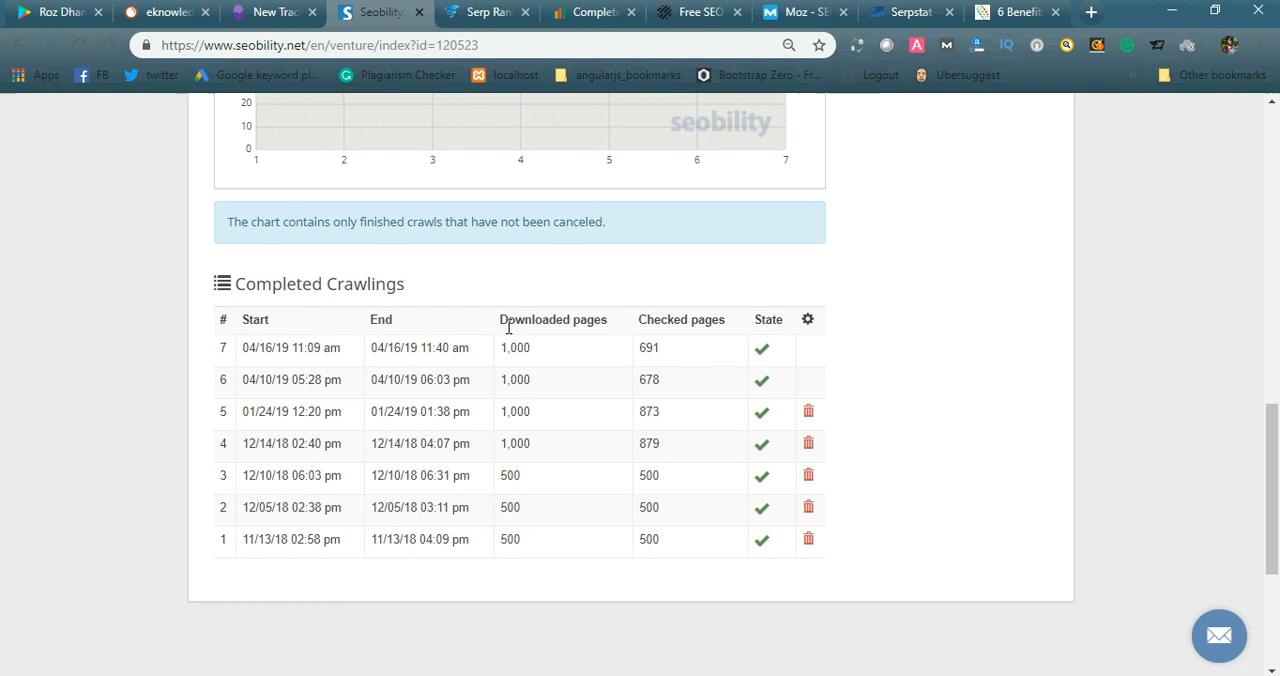 Roz Dhan eknowled New Trac Seobility: Serp Ran Complete Free SEO Moz - SE Serpstat 6 Benefit
https://www.seobility.net/en/venture/index?id=120523
Apps FB twitter Google keyword pl... Plagiarism Checker localhost angularjs_bookmarks Bootstrap Zero - Fr... Logout Ubersuggest » Other bookmarks
20
10
0
seobility
1 2 3 4 5 6 7
The chart contains only finished crawls that have not been canceled.
Completed Crawlings
# Start End Downloaded pages Checked pages State
7 04/16/19 11:09 am 04/16/19 11:40 am 1,000 691
6 04/10/19 05:28 pm 04/10/19 06:03 pm 1,000 678
5 01/24/19 12:20 pm 01/24/19 01:38 pm 1,000 873
4 12/14/18 02:40 pm 12/14/18 04:07 pm 1,000 879
3 12/10/18 06:03 pm 12/10/18 06:31 pm 500 500
2 12/05/18 02:38 pm 12/05/18 03:11 pm 500 500
1 11/13/18 02:58 pm 11/13/18 04:09 pm 500 500